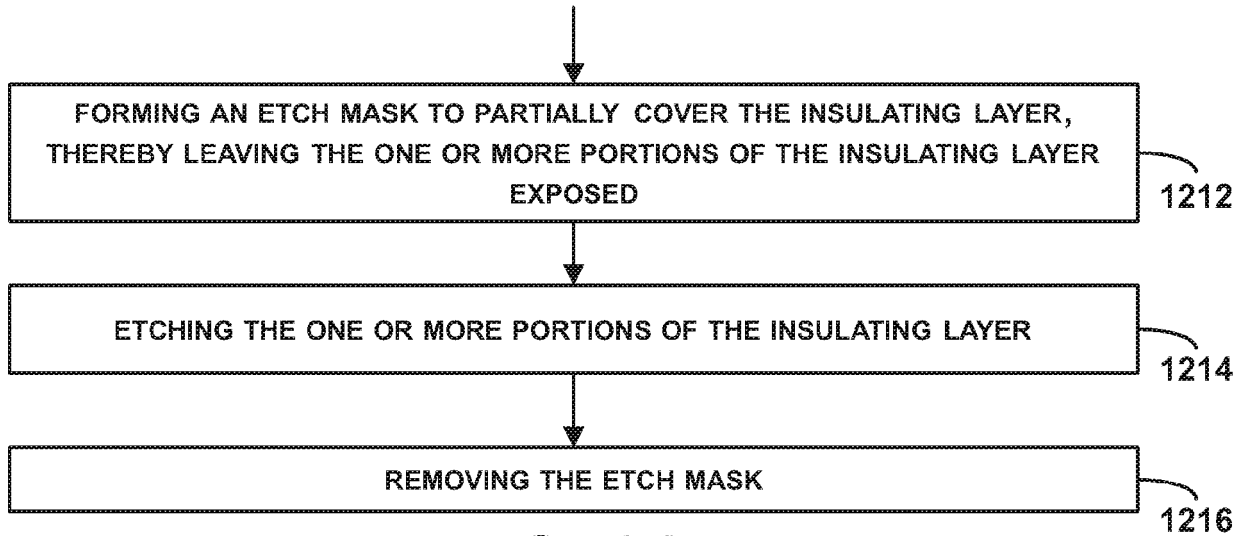 FORMING AN ETCH MASK TO PARTIALLY COVER THE INSULATING LAYER,
THEREBY LEAVING THE ONE OR MORE PORTIONS OF THE INSULATING LAYER
EXPOSED
1212
ETCHING THE ONE OR MORE PORTIONS OF THE INSULATING LAYER
1214
REMOVING THE ETCH MASK
1216